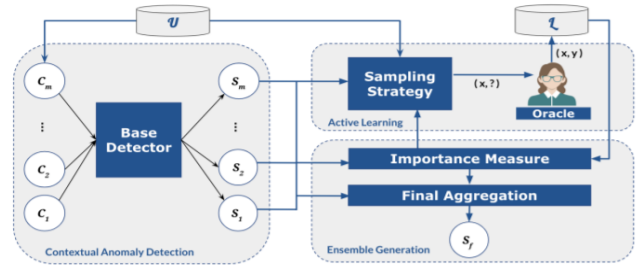 U
L
C_m
⋮
C_2
C_1
Base
Detector
S_m
⋮
S_2
S_1
Contextual Anomaly Detection
Sampling
Strategy
(x,?)
(x,y)
Oracle
Active Learning
Importance Measure
Final Aggregation
S_f
Ensemble Generation